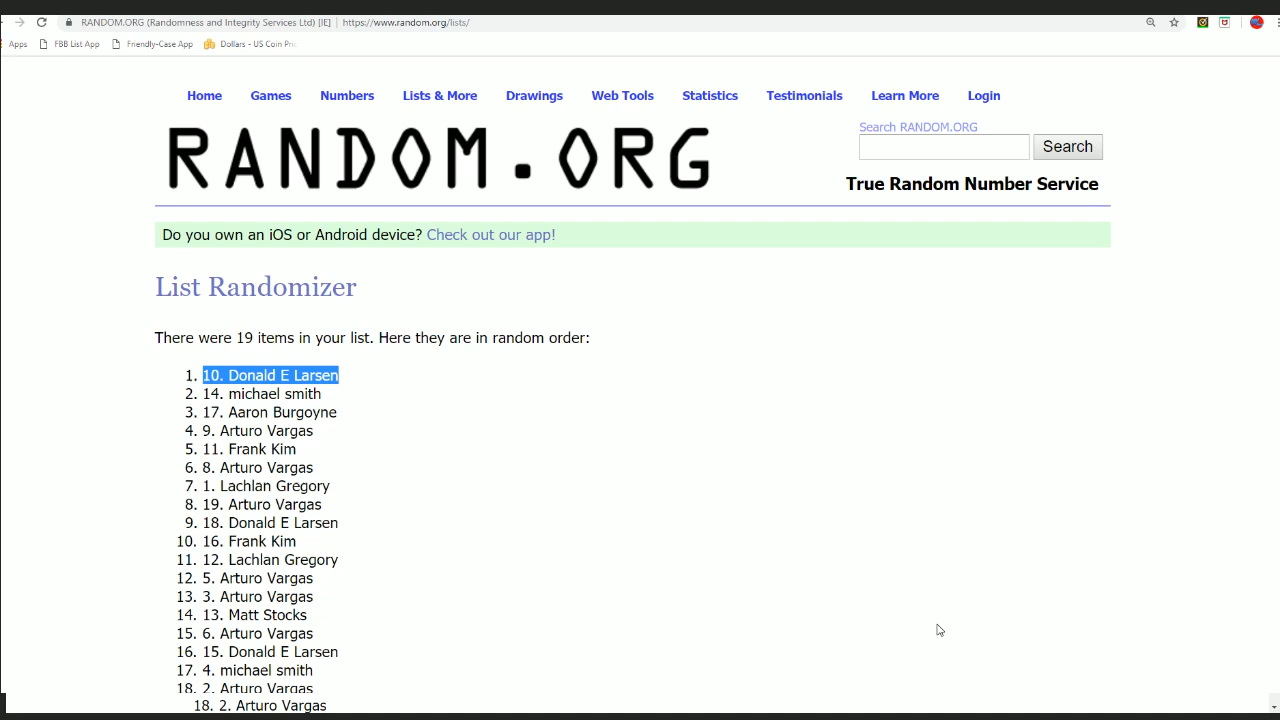 RANDOM.ORG (Randomness and Integrity Services Ltd) [IE] | https://www.random.org/lists/
Apps FBB List App Friendly-Case App Dollars - US Coin Pri
Home Games Numbers Lists & More Drawings Web Tools Statistics Testimonials Learn More Login
Search RANDOM.ORG
RANDOM.ORG
Search
True Random Number Service
Do you own an iOS or Android device? Check out our app!
List Randomizer
There were 19 items in your list. Here they are in random order:
1. 10. Donald E Larsen
2. 14. michael smith
3. 17. Aaron Burgoyne
4. 9. Arturo Vargas
5. 11. Frank Kim
6. 8. Arturo Vargas
7. 1. Lachlan Gregory
8. 19. Arturo Vargas
9. 18. Donald E Larsen
10. 16. Frank Kim
11. 12. Lachlan Gregory
12. 5. Arturo Vargas
13. 3. Arturo Vargas
14. 13. Matt Stocks
15. 6. Arturo Vargas
16. 15. Donald E Larsen
17. 4. michael smith
18. 2. Arturo Vargas
18. 2. Arturo Vargas